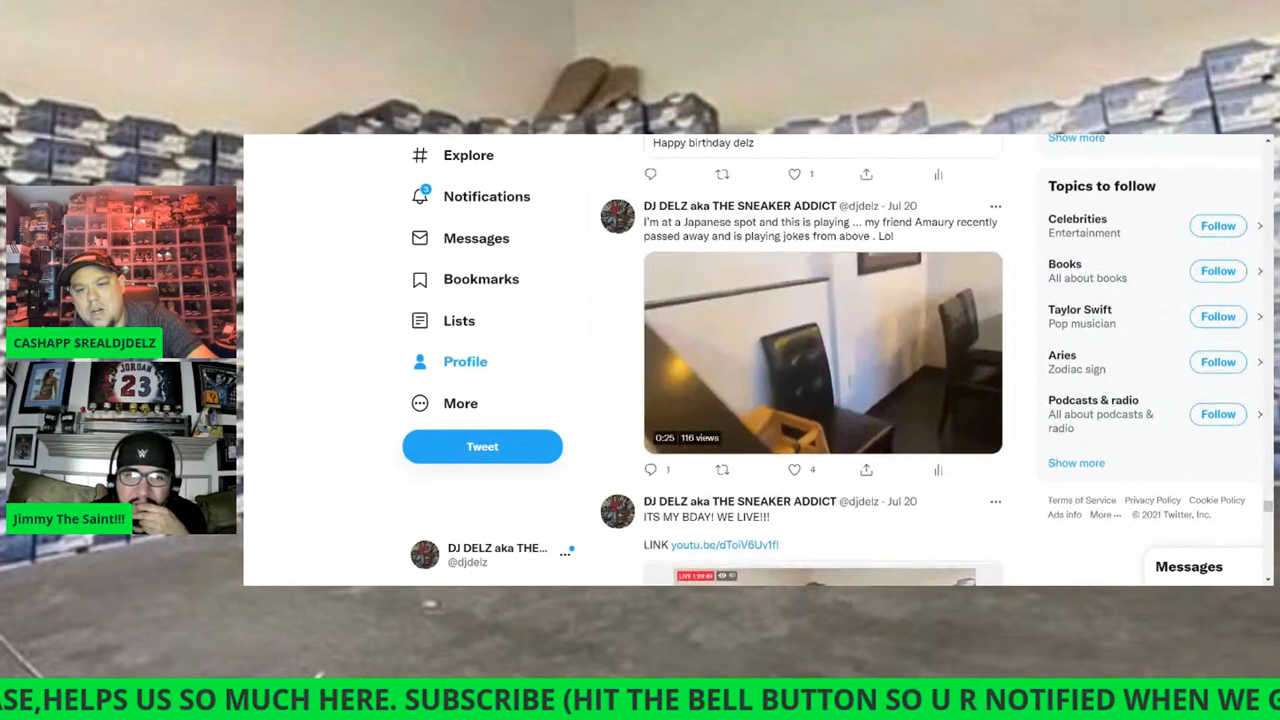 CASHAPP $REALDJDELZ
JORDAN
23
Jimmy The Saint!!!
Explore
3
Notifications
Messages
Bookmarks
Lists
Profile
More
Tweet
DJ DELZ aka THE...
@djdelz
Happy birthday delz
1
DJ DELZ aka THE SNEAKER ADDICT @djdelz · Jul 20
I'm at a Japanese spot and this is playing ... my friend Amaury recently
passed away and is playing jokes from above . Lol
0:25 116 views
1 4
DJ DELZ aka THE SNEAKER ADDICT @djdelz · Jul 20
ITS MY BDAY! WE LIVE!!!
LINK youtu.be/dToiV6Uv1fI
Show more
Topics to follow
Celebrities
Entertainment
Follow
Books
All about books
Follow
Taylor Swift
Pop musician
Follow
Aries
Zodiac sign
Follow
Podcasts & radio
All about podcasts &
radio
Follow
Show more
Terms of Service Privacy Policy Cookie Policy
Ads info More ··· © 2021 Twitter, Inc.
Messages
ASE,HELPS US SO MUCH HERE. SUBSCRIBE (HIT THE BELL BUTTON SO U R NOTIFIED WHEN WE